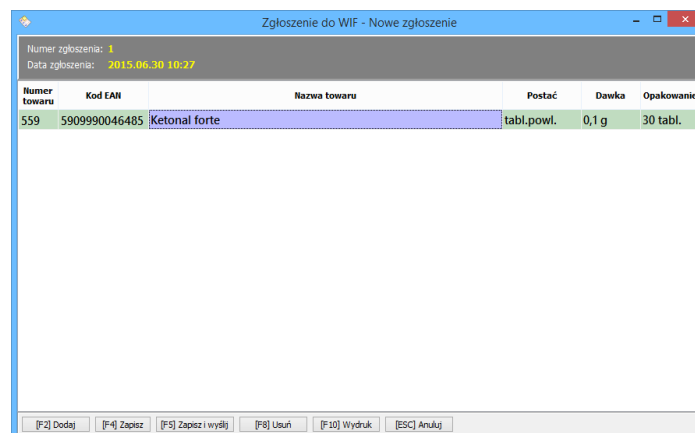 Zgłoszenie do WIF - Nowe zgłoszenie
Numer zgłoszenia: 1
Data zgłoszenia: 2015.06.30 10:27
Numer towaru Kod EAN Nazwa towaru Postać Dawka Opakowanie
559 5909990046485 Ketonal forte tabl.powl. 0,1 g 30 tabl.
[F2] Dodaj [F4] Zapisz [F5] Zapisz i wyślij [F8] Usuń [F10] Wydruk [ESC] Anuluj